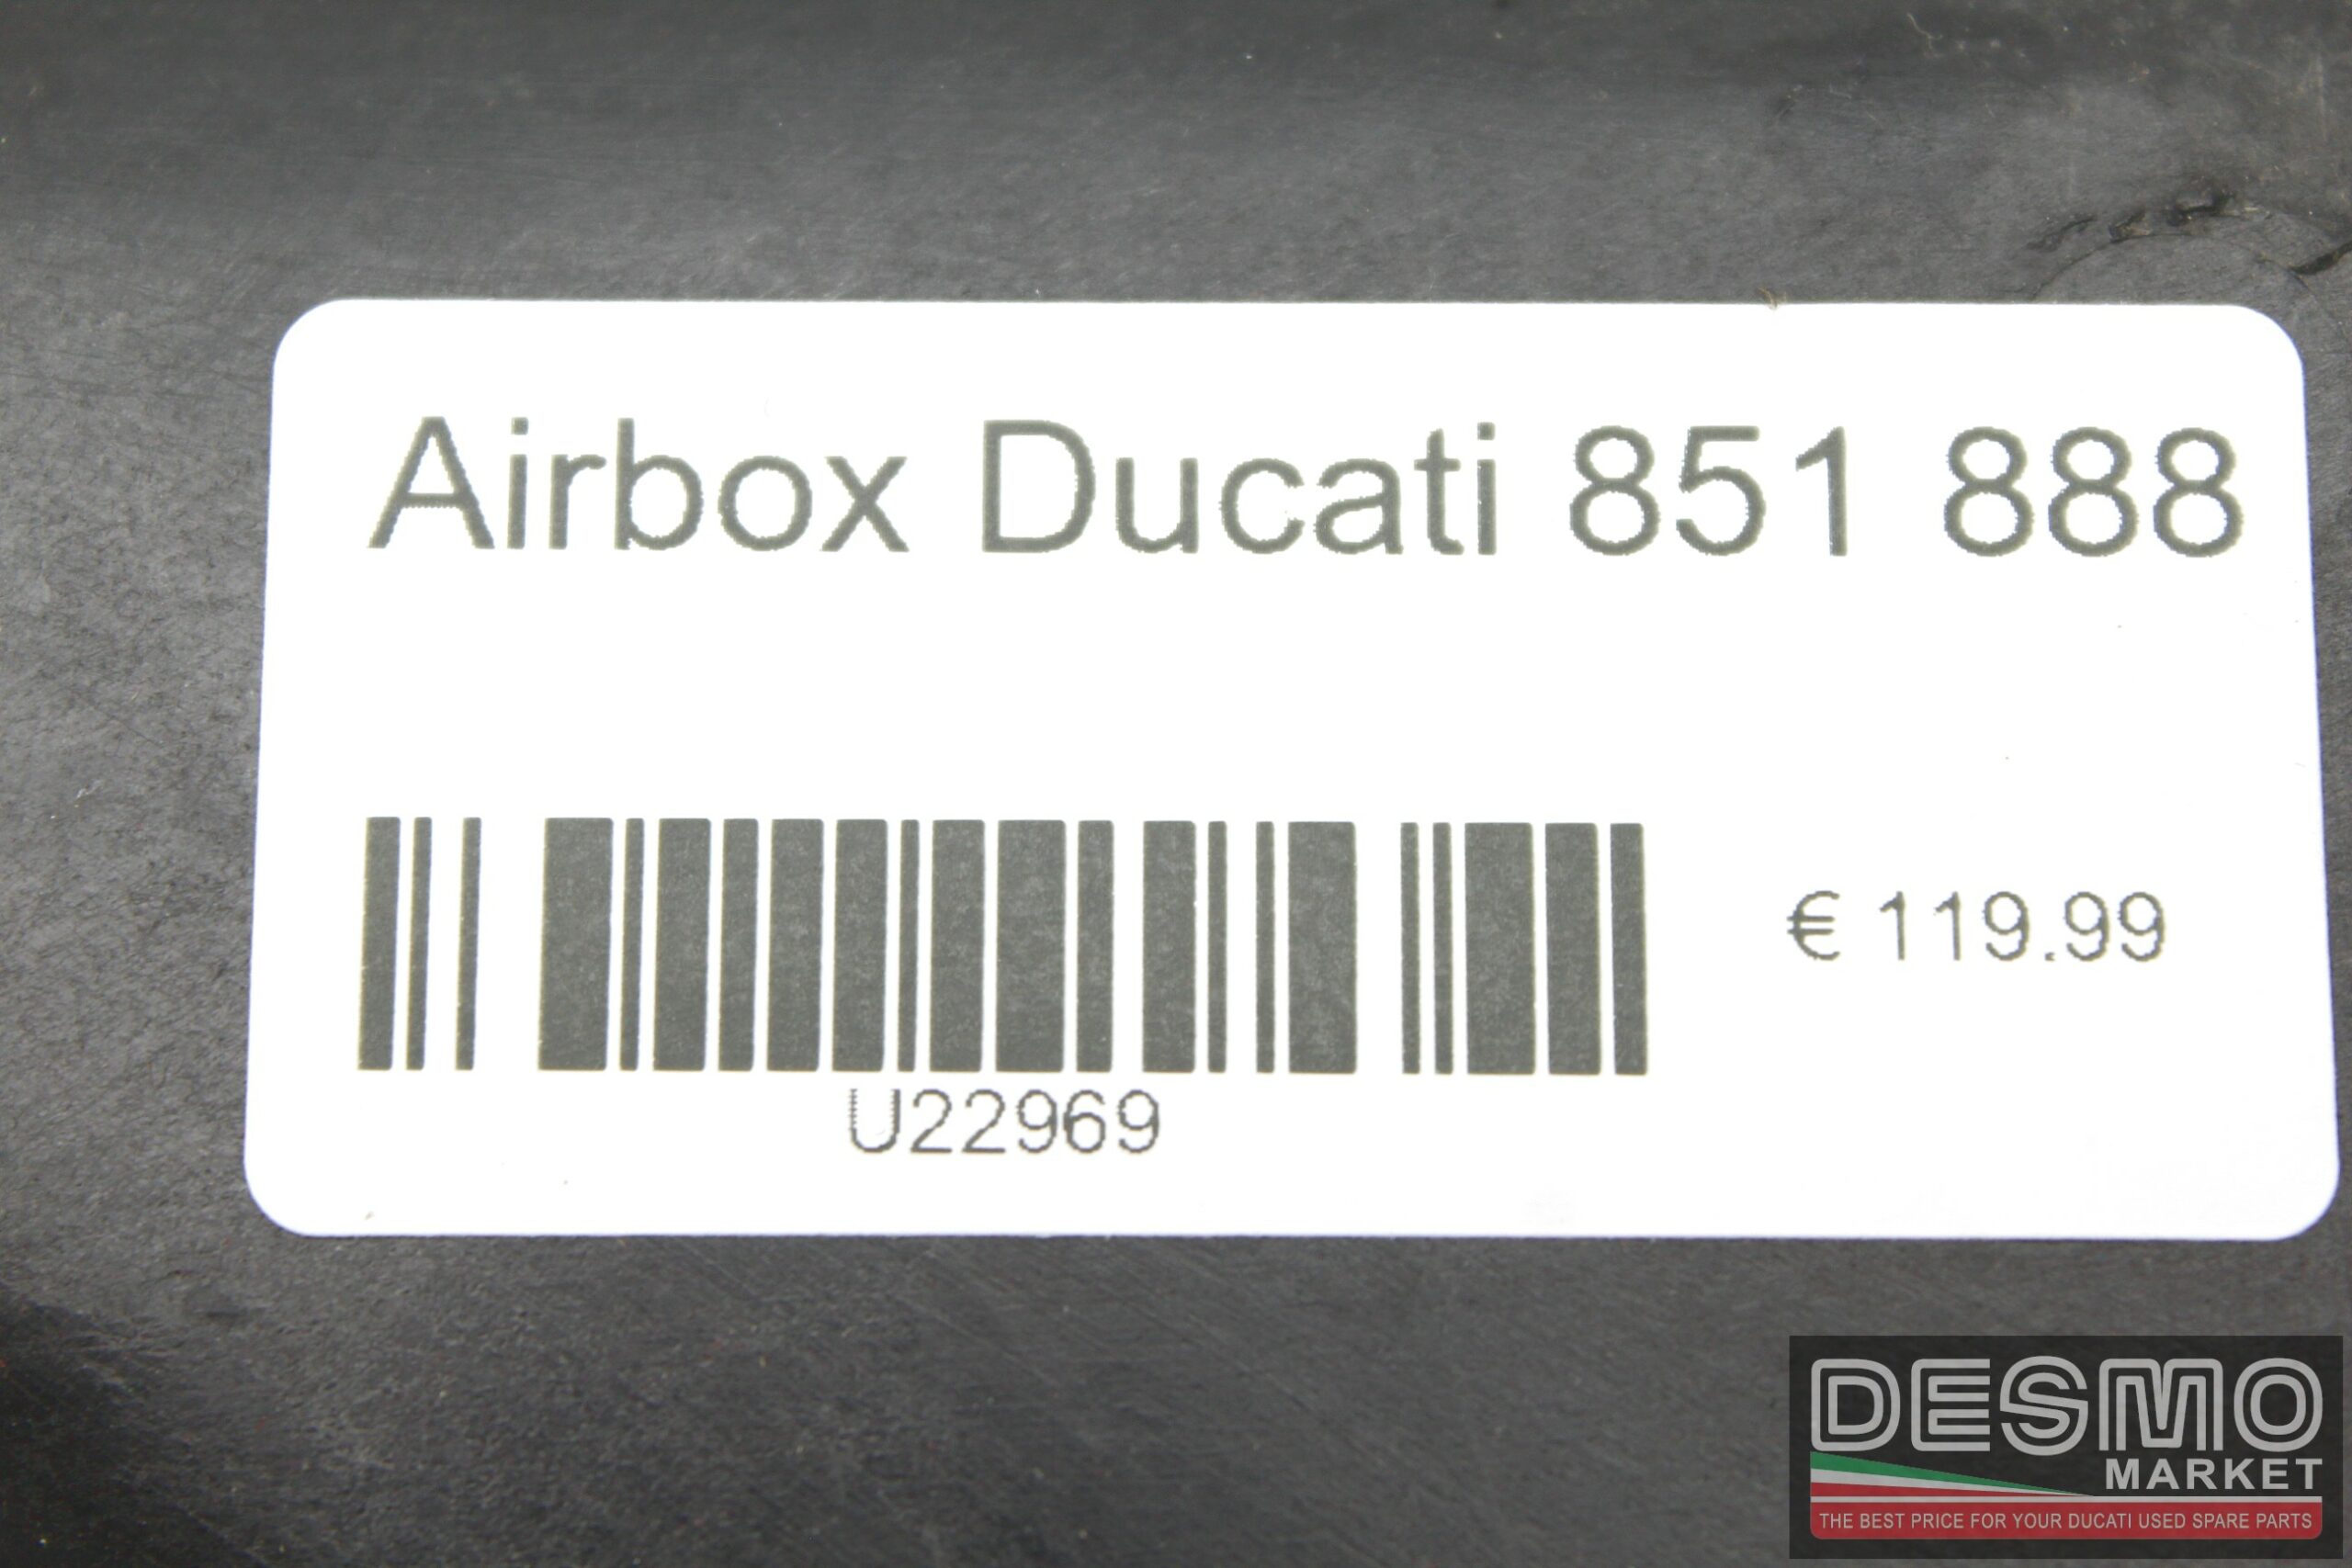 Airbox Ducati 851 888
€ 119.99
U22969
DESMO
MARKET
THE BEST PRICE FOR YOUR DUCATI USED SPARE PARTS